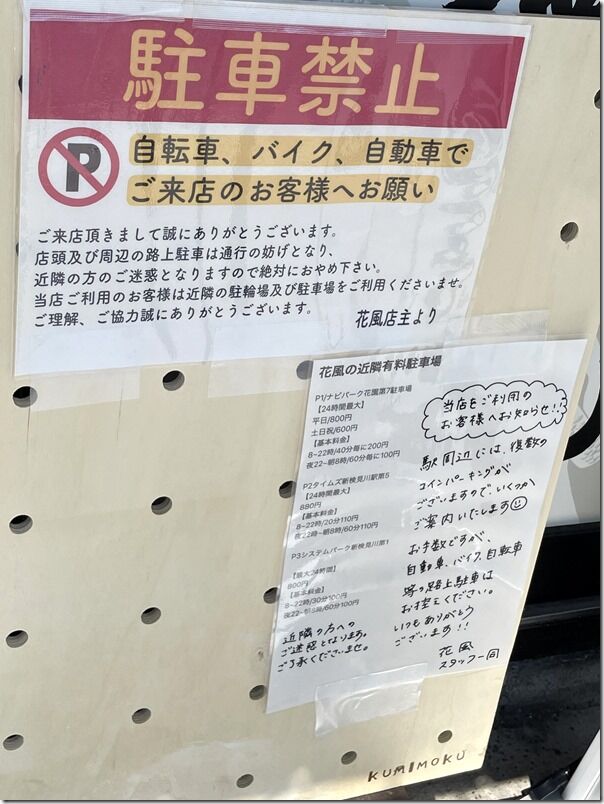 駐車禁止
P
自転車、バイク、自動車で
ご来店のお客様へお願い
ご来店頂きまして誠にありがとうございます。
店頭及び周辺の路上駐車は通行の妨げとなり、
近隣の方のご迷惑となりますので絶対におやめ下さい。
当店ご利用のお客様は近隣の駐輪場及び駐車場をご利用くださいませ。
ご理解、ご協力誠にありがとうございます。
花風店主より
花風の近隣有料駐車場
P1/ナビパーク花園第7駐車場
【24時間最大】
平日/800円
土日祝/600円
【基本料金】
8~22時/40分毎に200円
夜22~朝8時/60分毎に100円
P2タイムズ新検見川駅第5
【24時間最大】
880円
【基本料金】
8~22時/20分110円
夜22~朝8時/60分110円
P3システムパーク新検見川第1
【最大24時間】
800円
【基本料金】
8~22時/30分100円
夜22~朝8時/60分100円
近隣の方への
ご迷惑となります。
ご了承くださいませ。
当店をご利用の
お客様へお知らせ!!
駅周辺には、複数の
コインパーキングが
ございますので、いくつか
ご案内いたします
お手数ですが、
自動車、バイク、自転車
等の路上駐車は
お控えください。
いつもありがとう
ございます!!
花風
スタッフ一同
KUMIMOKU